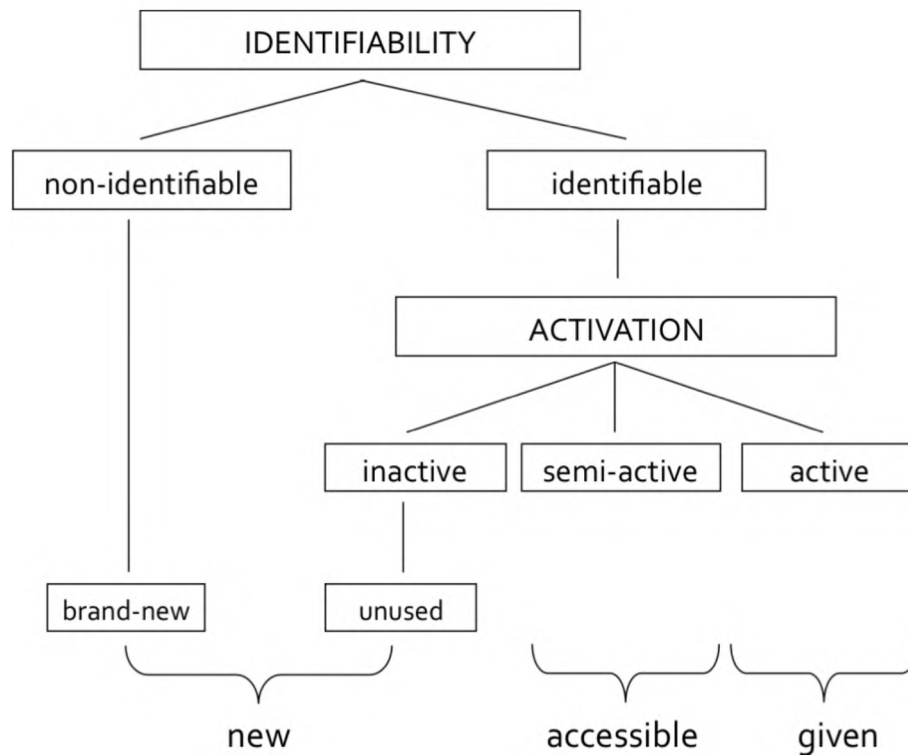 IDENTIFIABILITY
non-identifiable
identifiable
ACTIVATION
inactive
semi-active
active
brand-new
unused
new
accessible
given